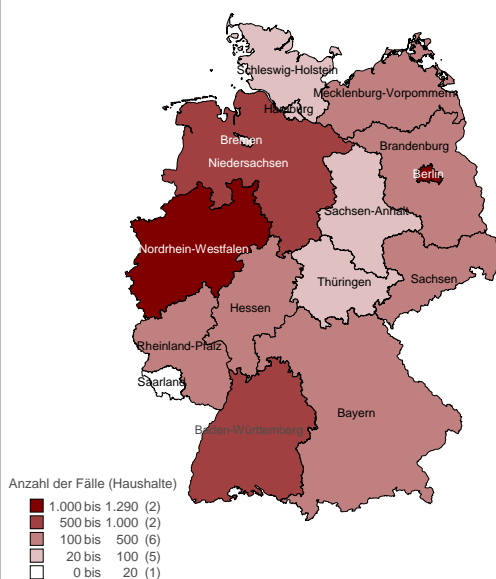 Schleswig-Holstein
Mecklenburg-Vorpommern
Hamburg
Bremen
Brandenburg
Niedersachsen
Berlin
Sachsen-Anhalt
Nordrhein-Westfalen
Thüringen
Sachsen
Hessen
Rheinland-Pfalz
Saarland
Bayern
Baden-Württemberg
Anzahl der Fälle (Haushalte)
1.000 bis 1.290 (2)
500 bis 1.000 (2)
100 bis 500 (6)
20 bis 100 (5)
0 bis 20 (1)